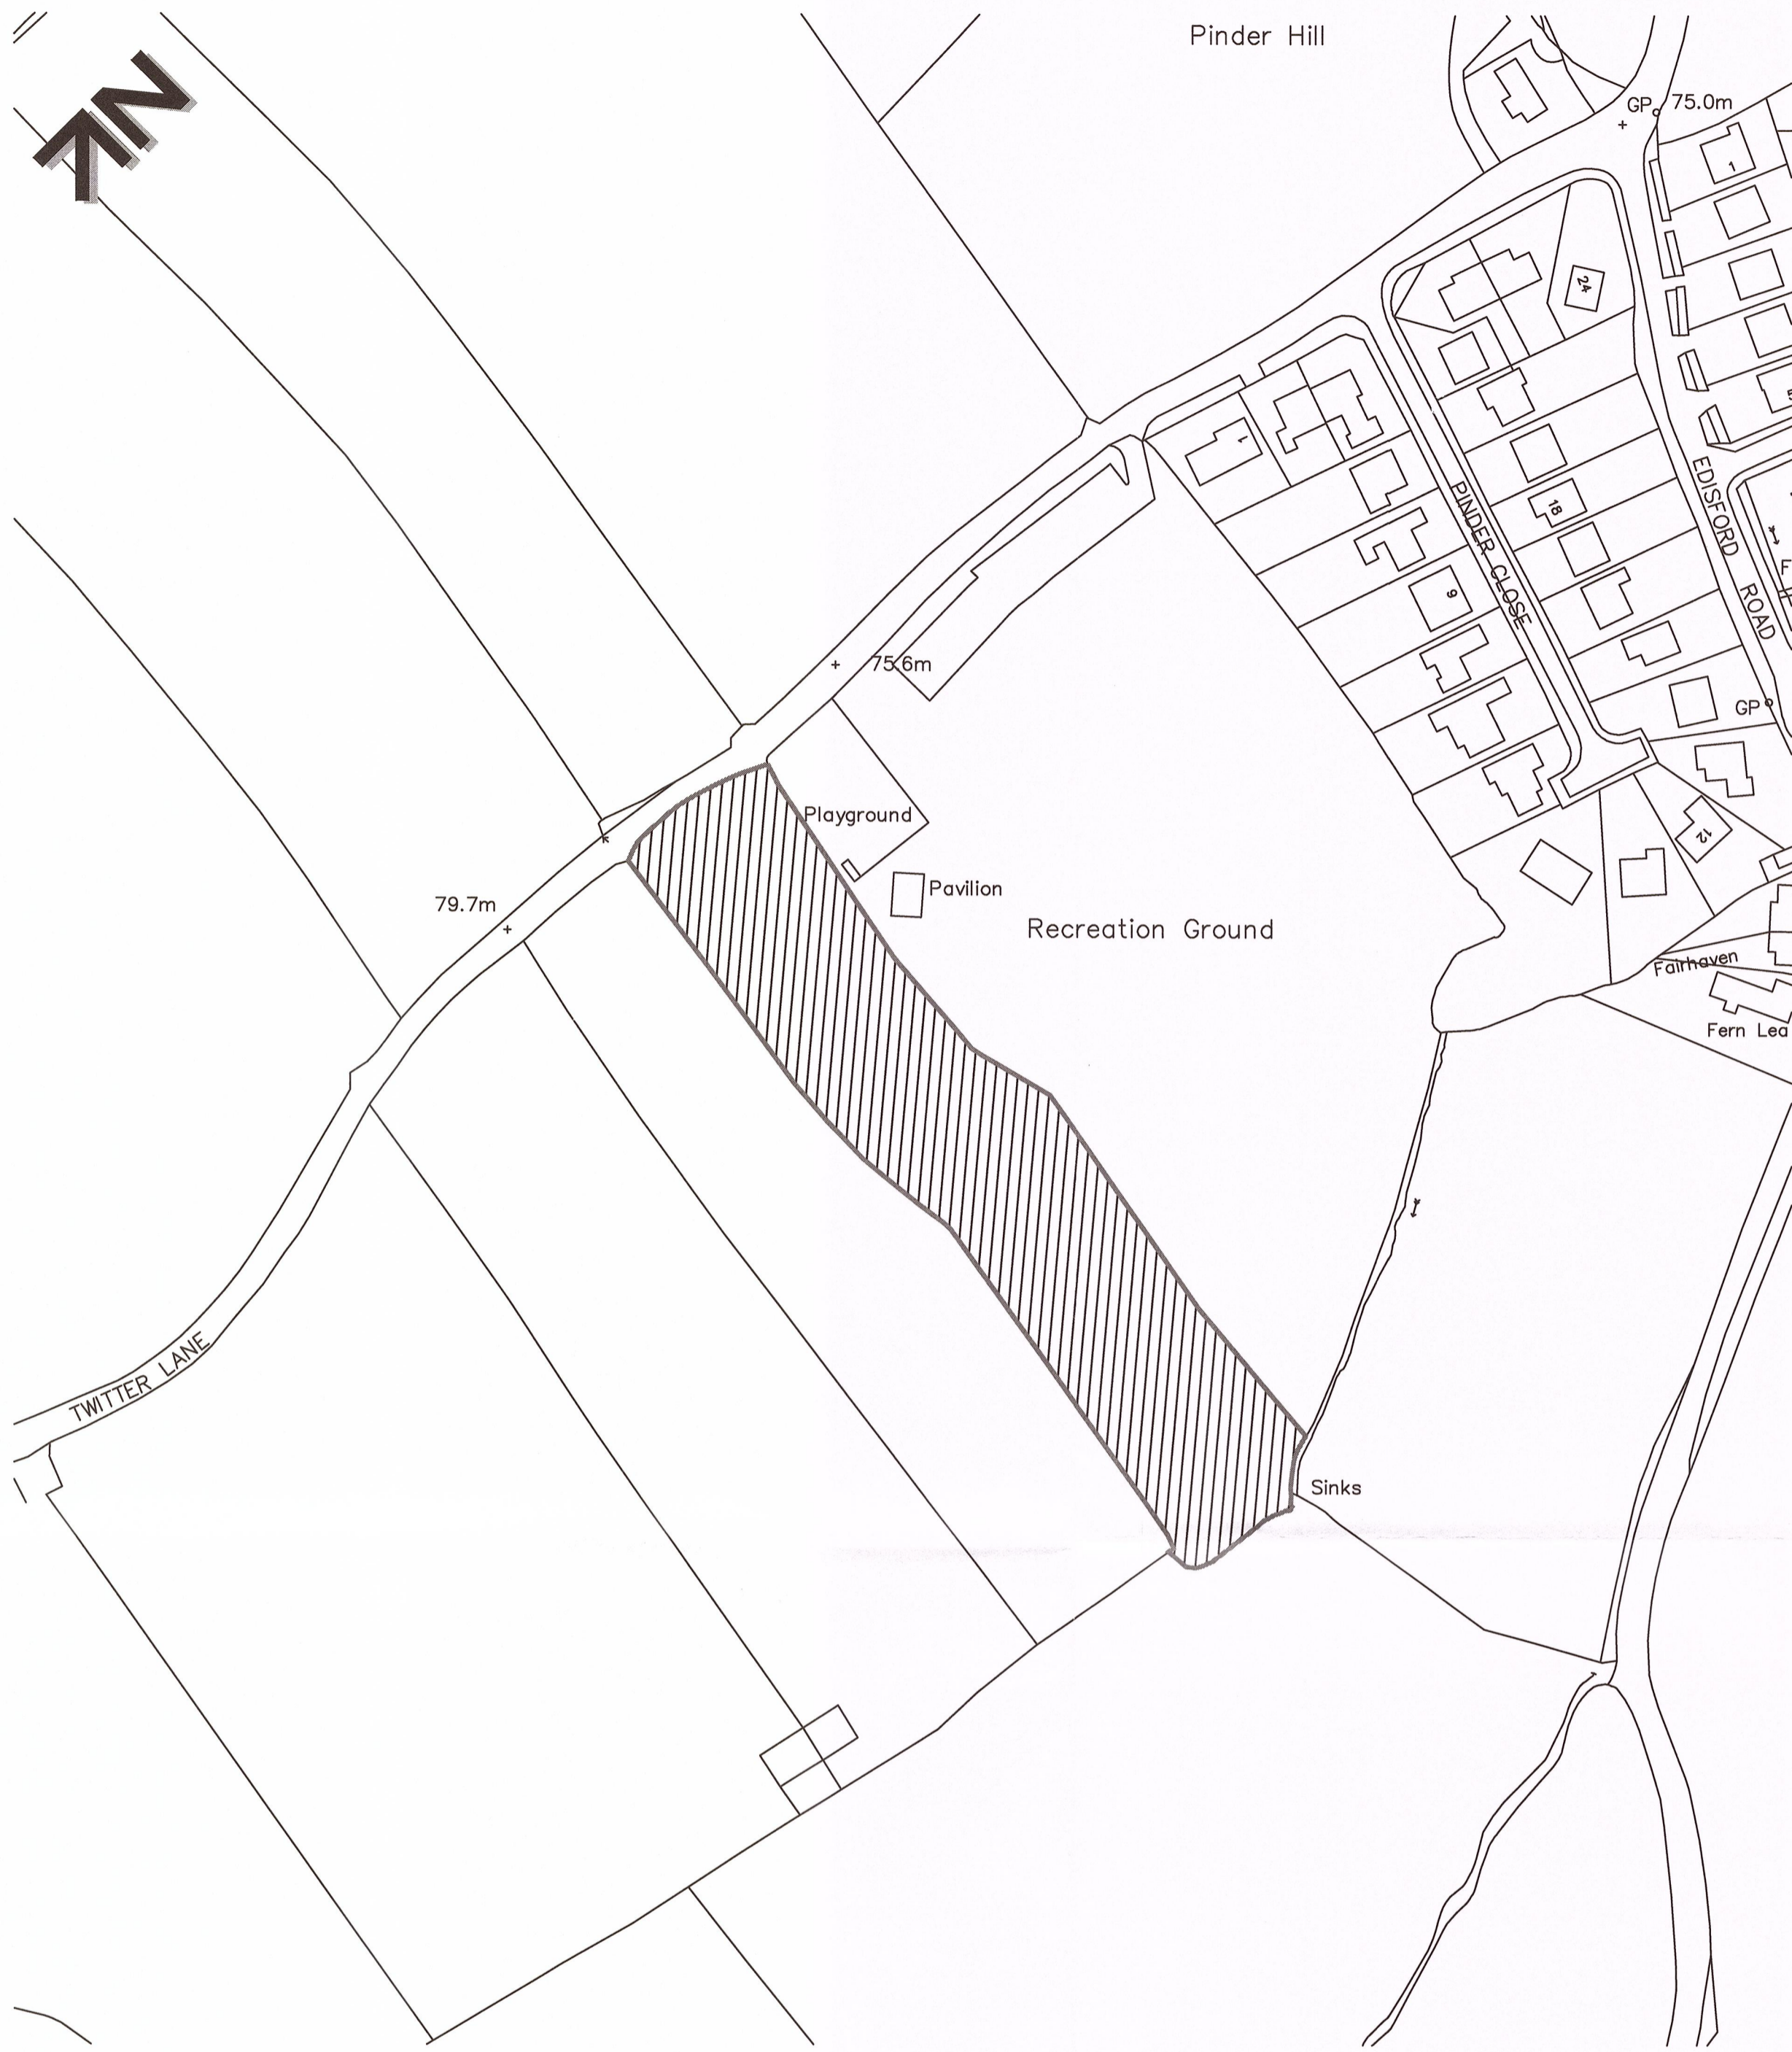 Pinder Hill
N
GP
75.0m
1
24
1
PINDER CLOSE
18
EDISFORD ROAD
9
75.6m
GP
Playground
12
Pavilion
79.7m
Recreation Ground
Fairhaven
Fern Lea
TWITTER LANE
Sinks